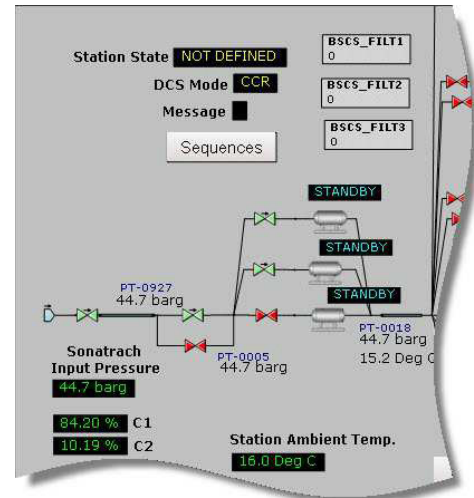 Station State NOT DEFINED
DCS Mode CCR
Message
Sequences
BSCS_FILT1
0
BSCS_FILT2
0
BSCS_FILT3
0
STANDBY
STANDBY
STANDBY
PT-0927
44.7 barg
PT-0005
44.7 barg
PT-0018
44.7 barg
15.2 Deg C
Sonatrach
Input Pressure
44.7 barg
84.20 % C1
10.19 % C2
Station Ambient Temp.
16.0 Deg C